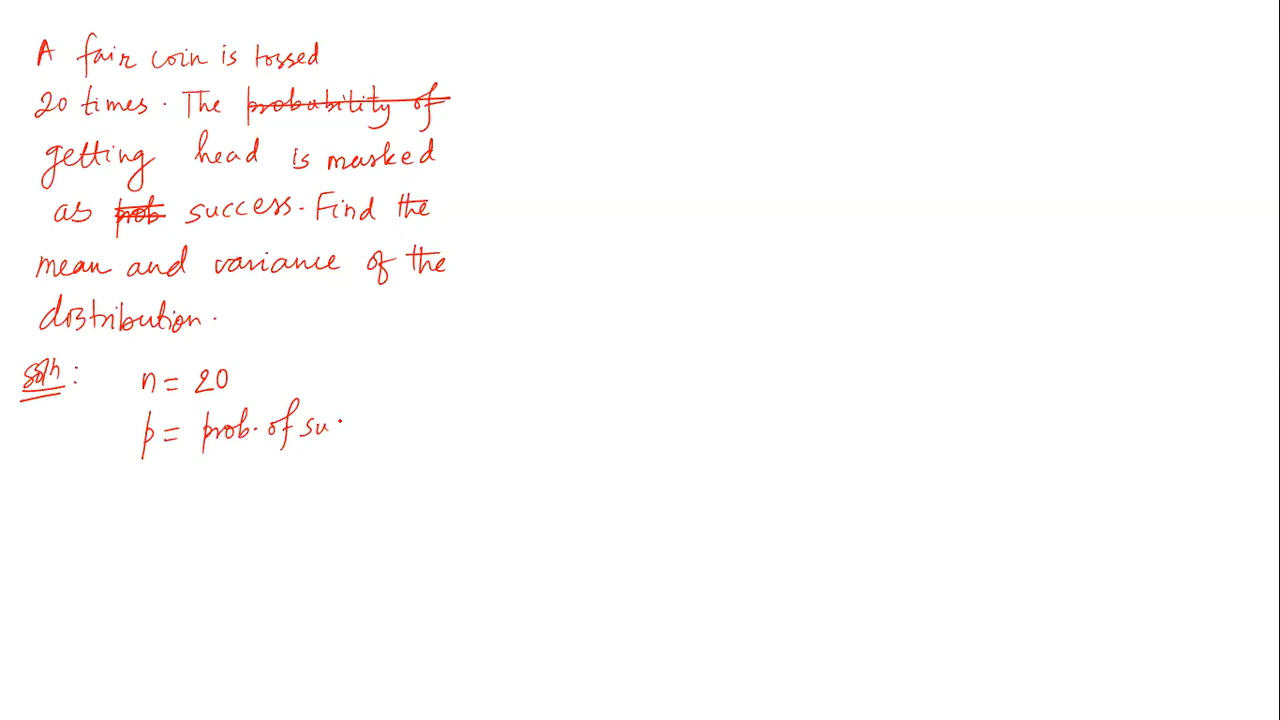 A fair coin is tossed
20 times. The probability of
getting head is marked
as prob success. Find the
mean and variance of the
distribution.
Soln:
n = 20
p = prob. of su.